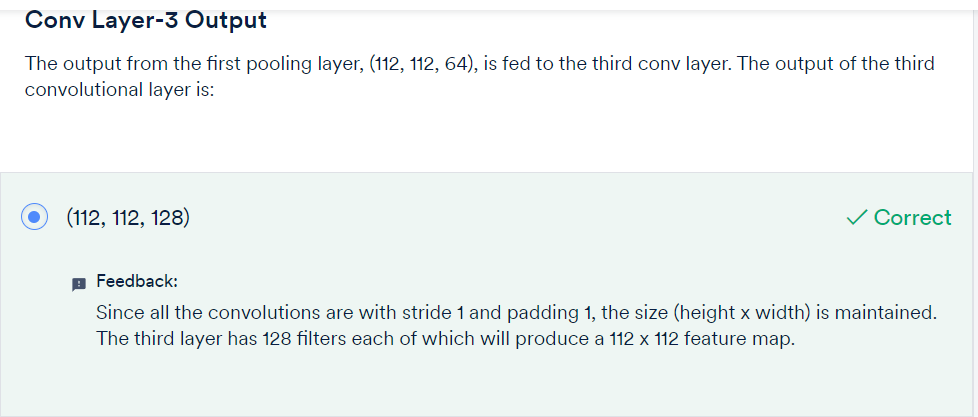 Conv Layer-3 Output
The output from the first pooling layer, (112, 112, 64), is fed to the third conv layer. The output of the third
convolutional layer is:
(112, 112, 128)
Correct
Feedback:
Since all the convolutions are with stride 1 and padding 1, the size (height x width) is maintained.
The third layer has 128 filters each of which will produce a 112 x 112 feature map.